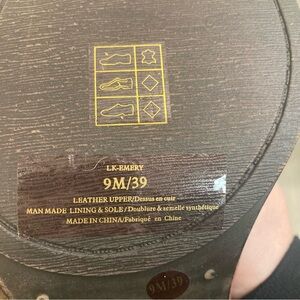 LK-EMERY
9M/39
LEATHER UPPER/Dessus en cuir
MAN MADE LINING & SOLE/Doublure & semelle synthétique
MADE IN CHINA/Fabriqué en Chine
9M/39